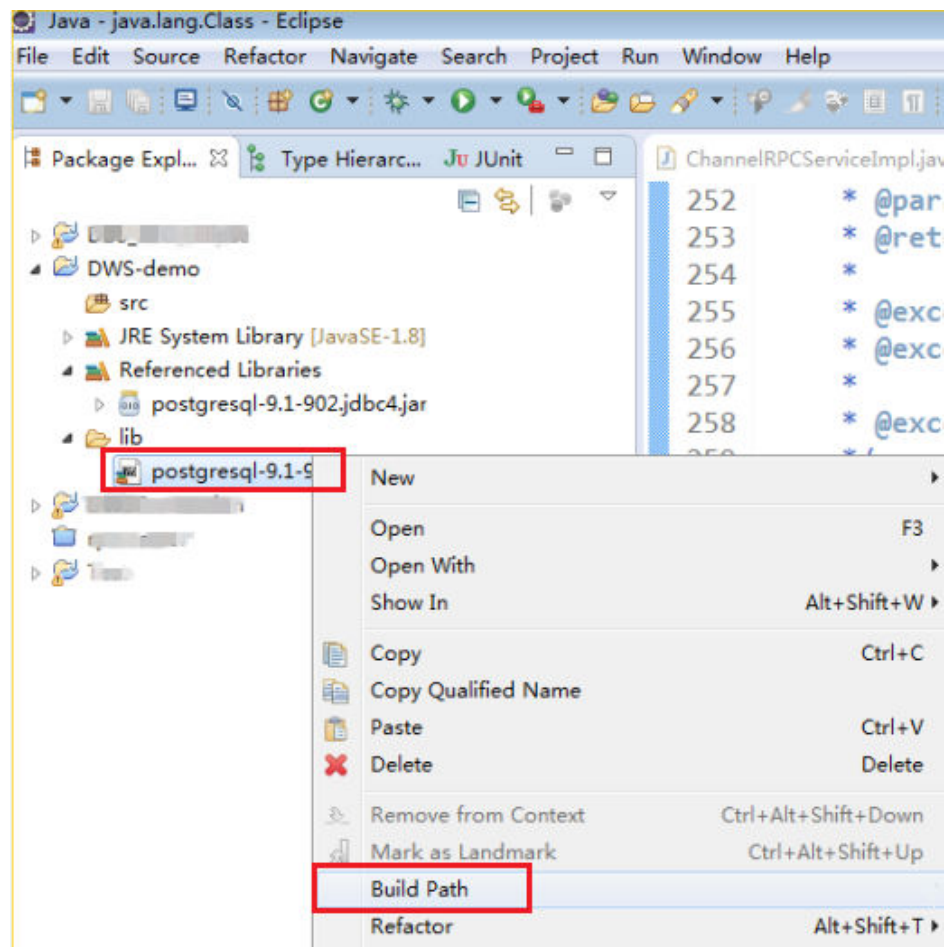 Java - java.lang.Class - Eclipse
File Edit Source Refactor Navigate Search Project Run Window Help
Package Expl... Type Hierarc... JUnit
ChannelRPCServiceImpl.jav
252 * @par
253 * @ret
254 *
255 * @exc
256 * @exc
257 *
258 * @exc
DWS-demo
src
JRE System Library [JavaSE-1.8]
Referenced Libraries
postgresql-9.1-902.jdbc4.jar
lib
postgresql-9.1-9
New
Open F3
Open With
Show In Alt+Shift+W
Copy Ctrl+C
Copy Qualified Name
Paste Ctrl+V
Delete Delete
Remove from Context Ctrl+Alt+Shift+Down
Mark as Landmark Ctrl+Alt+Shift+Up
Build Path
Refactor Alt+Shift+T